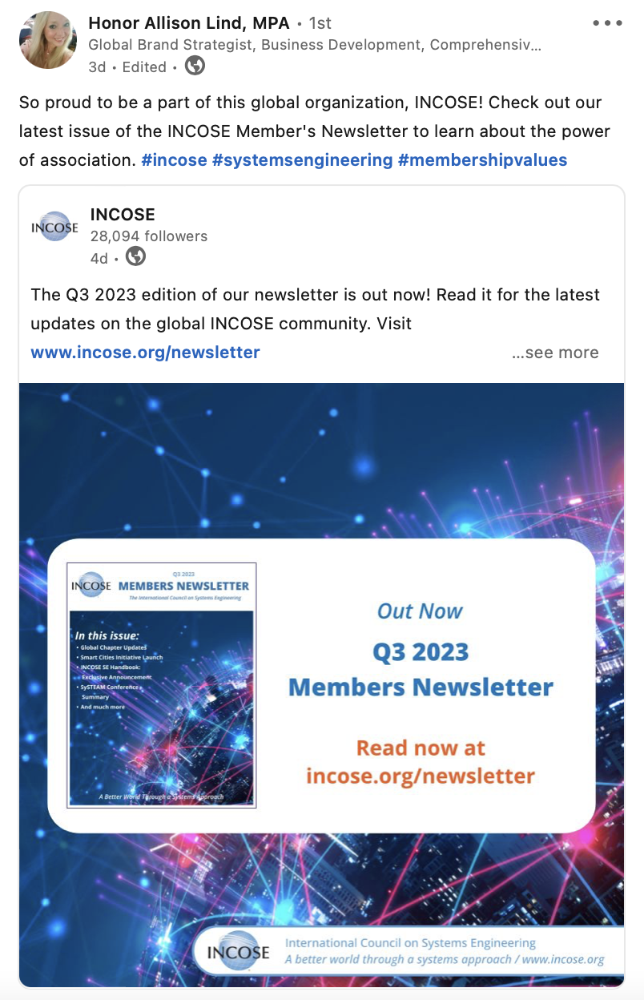 Honor Allison Lind, MPA • 1st
Global Brand Strategist, Business Development, Comprehensiv...
3d • Edited •
So proud to be a part of this global organization, INCOSE! Check out our
latest issue of the INCOSE Member's Newsletter to learn about the power
of association. #incose #systemsengineering #membershipvalues
INCOSE
INCOSE
28,094 followers
4d •
The Q3 2023 edition of our newsletter is out now! Read it for the latest
updates on the global INCOSE community. Visit
www.incose.org/newsletter ...see more
Q3 2023
INCOSE MEMBERS NEWSLETTER
The International Council on Systems Engineering
In this issue:
• Global Chapter Updates
• Smart Cities Initiative Launch
• INCOSE SE Handbook:
Exclusive Announcement
• SySTEAM Conference
Summary
• And much more
A Better World Through a Systems Approach
Out Now
Q3 2023
Members Newsletter
Read now at
incose.org/newsletter
INCOSE
International Council on Systems Engineering
A better world through a systems approach / www.incose.org